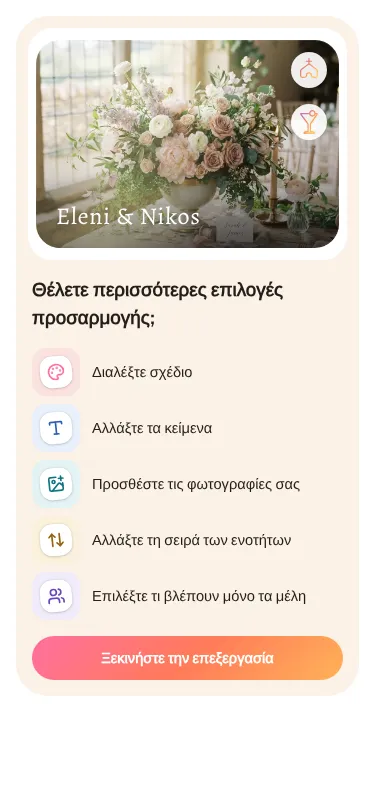 Eleni & Nikos
Θέλετε περισσότερες επιλογές
προσαρμογής;
Διαλέξτε σχέδιο
Αλλάξτε τα κείμενα
Προσθέστε τις φωτογραφίες σας
Αλλάξτε τη σειρά των ενοτήτων
Επιλέξτε τι βλέπουν μόνο τα μέλη
Ξεκινήστε την επεξεργασία